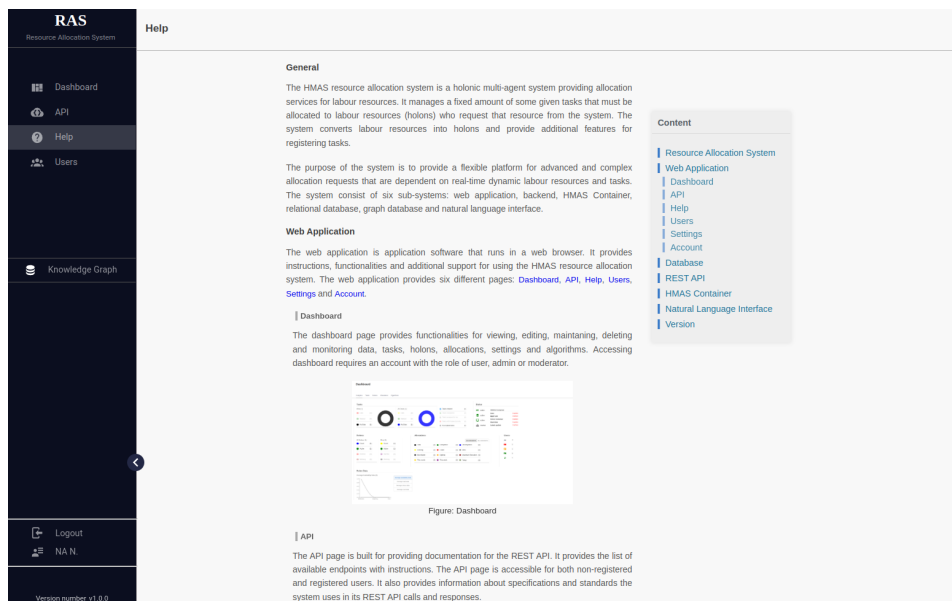 RAS
Resource Allocation System
Dashboard
API
Help
Users
Knowledge Graph
Logout
NA N.
Version number v1.0.0
Help
General
The HMAS resource allocation system is a holonic multi-agent system providing allocation
services for labour resources. It manages a fixed amount of some given tasks that must be
allocated to labour resources (holons) who request that resource from the system. The
system converts labour resources into holons and provide additional features for
registering tasks.
The purpose of the system is to provide a flexible platform for advanced and complex
allocation requests that are dependent on real-time dynamic labour resources and tasks.
The system consist of six sub-systems: web application, backend, HMAS Container,
relational database, graph database and natural language interface.
Web Application
The web application is application software that runs in a web browser. It provides
instructions, functionalities and additional support for using the HMAS resource allocation
system. The web application provides six different pages: Dashboard, API, Help, Users,
Settings and Account.
Dashboard
The dashboard page provides functionalities for viewing, editing, maintaning, deleting
and monitoring data, tasks, holons, allocations, settings and algorithms. Accessing
dashboard requires an account with the role of user, admin or moderator.
Dashboard
Figure: Dashboard
API
The API page is built for providing documentation for the REST API. It provides the list of
available endpoints with instructions. The API page is accessible for both non-registered
and registered users. It also provides information about specifications and standards the
system uses in its REST API calls and responses.
Content
Resource Allocation System
Web Application
Dashboard
API
Help
Users
Settings
Account
Database
REST API
HMAS Container
Natural Language Interface
Version